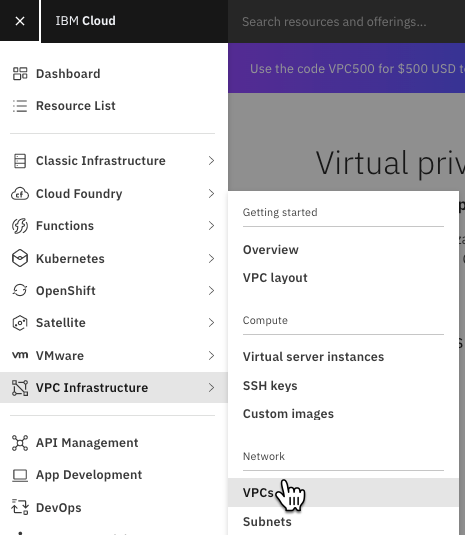 IBM Cloud
Search resources and offerings...
Use the code VPC500 for $500 USD
Dashboard
Resource List
Classic Infrastructure
Cloud Foundry
Functions
Kubernetes
OpenShift
Satellite
vm VMware
VPC Infrastructure
API Management
App Development
DevOps
Virtual priv
Getting started
Overview
VPC layout
Compute
Virtual server instances
SSH keys
Custom images
Network
VPCs
Subnets